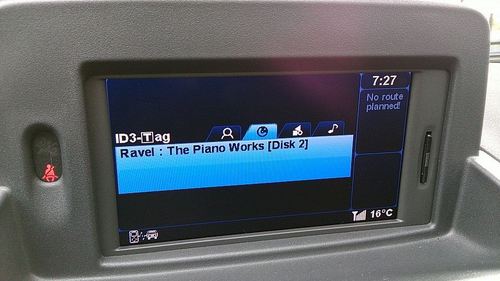 7:27
No route
planned!
ID3-Tag
Ravel : The Piano Works [Disk 2]
16°C